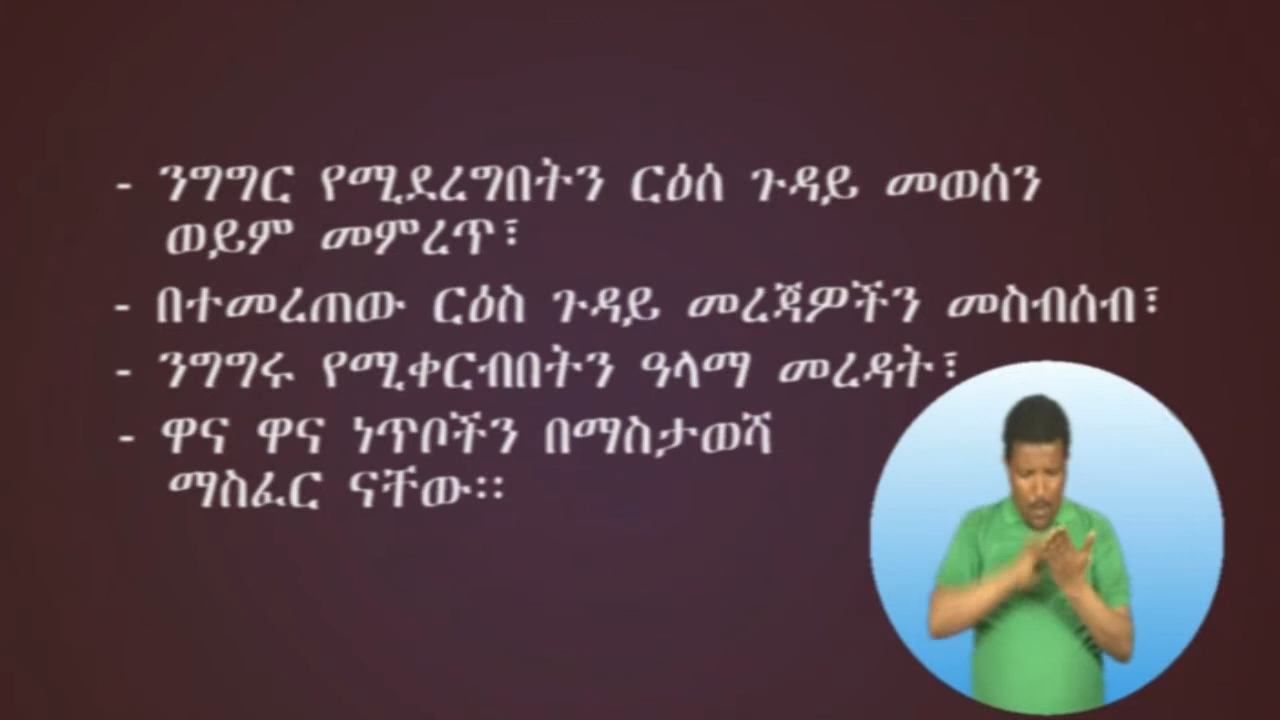 - ንግግር የሚደረግበትን ርዕሰ ጉዳይ መወሰን
ወይም መምረጥ፣
- በተመረጠው ርዕስ ጉዳይ መረጃዎችን መስብሰብ፣
- ንግግሩ የሚቀርብበትን ዓላማ መረዳት፣
- ዋና ዋና ነጥቦችን በማስታወሻ
ማስፈር ናቸው፡፡